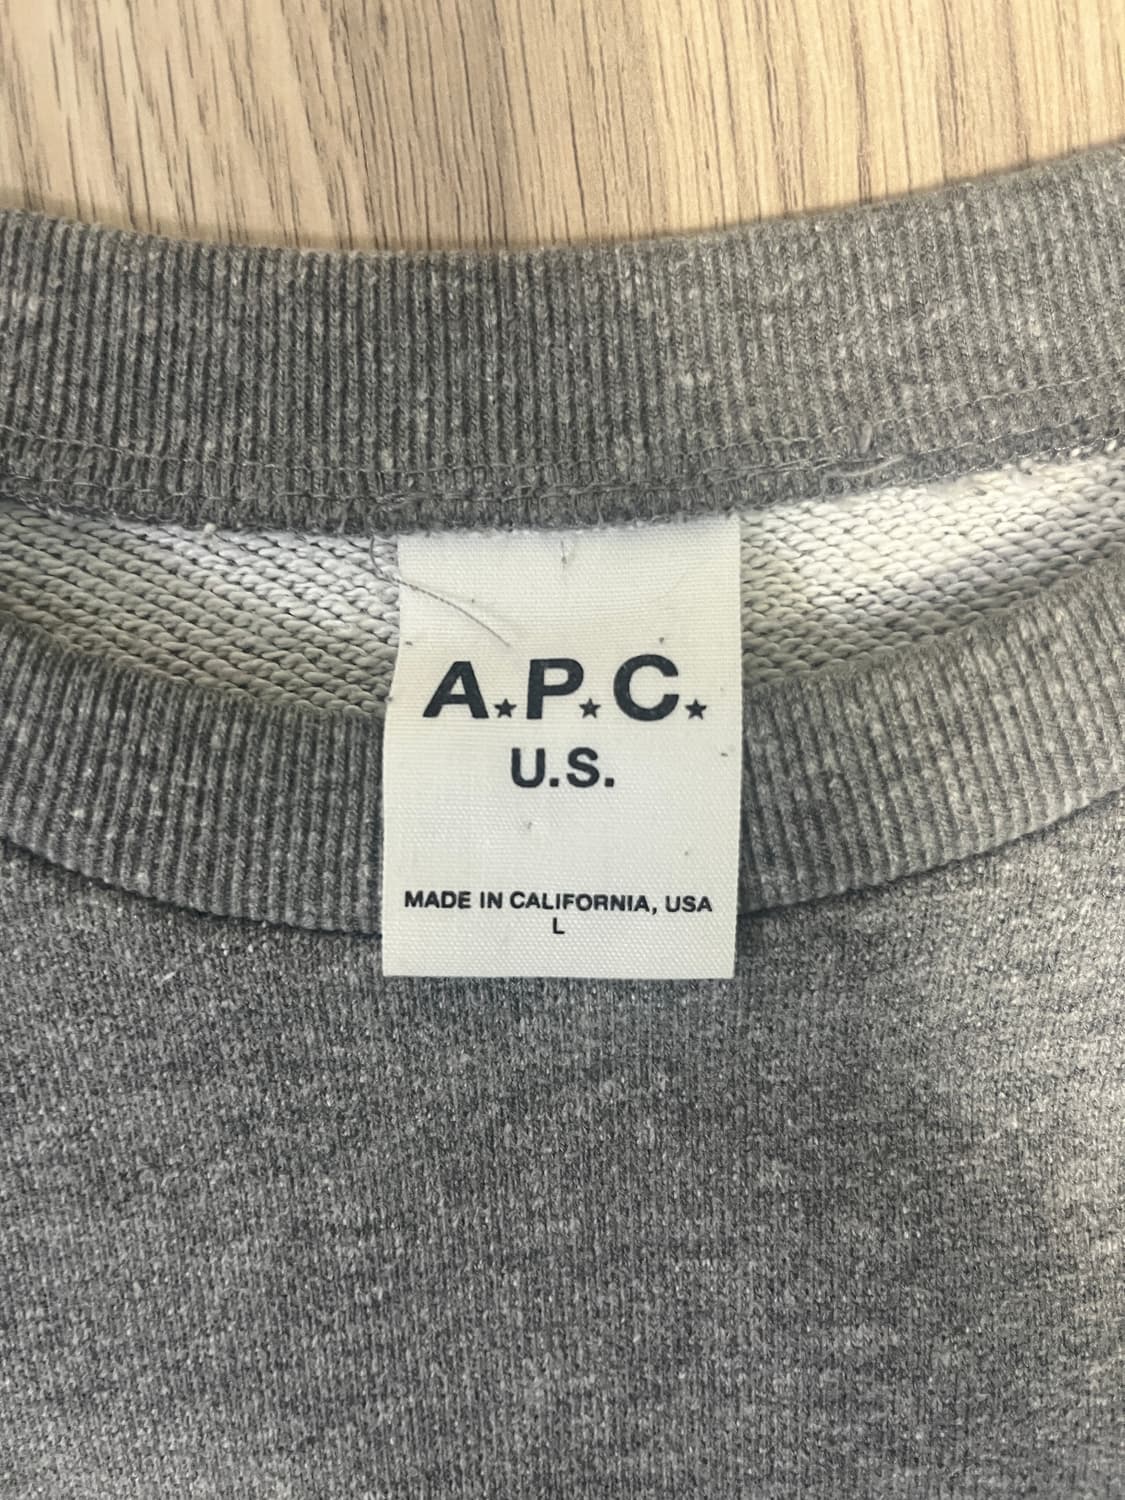 A★P★C★
U.S.
MADE IN CALIFORNIA, USA
L